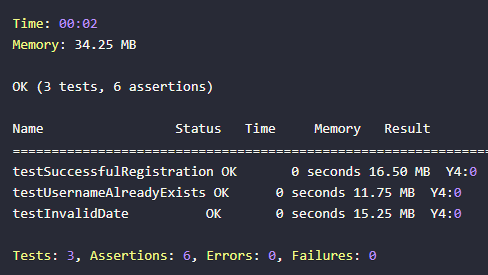 Time: 00:02
Memory: 34.25 MB
OK (3 tests, 6 assertions)
Name Status Time Memory Result
==============================================================
testSuccessfulRegistration OK 0 seconds 16.50 MB Y4:0
testUsernameAlreadyExists OK 0 seconds 11.75 MB Y4:0
testInvalidDate OK 0 seconds 15.25 MB Y4:0
Tests: 3, Assertions: 6, Errors: 0, Failures: 0